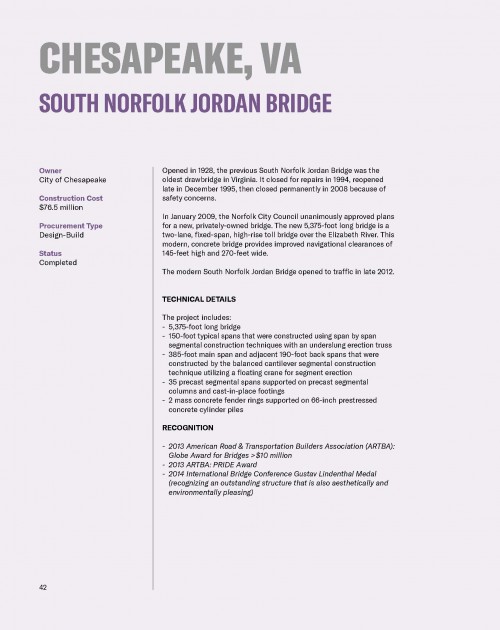 CHESAPEAKE, VA
SOUTH NORFOLK JORDAN BRIDGE
Owner
City of Chesapeake
Construction Cost
$76.5 million
Procurement Type
Design-Build
Status
Completed
Opened in 1928, the previous South Norfolk Jordan Bridge was the
oldest drawbridge in Virginia. It closed for repairs in 1994, reopened
late in December 1995, then closed permanently in 2008 because of
safety concerns.
In January 2009, the Norfolk City Council unanimously approved plans
for a new, privately-owned bridge. The new 5,375-foot long bridge is a
two-lane, fixed-span, high-rise toll bridge over the Elizabeth River. This
modern, concrete bridge provides improved navigational clearances of
145-feet high and 270-feet wide.
The modern South Norfolk Jordan Bridge opened to traffic in late 2012.
TECHNICAL DETAILS
The project includes:
- 5,375-foot long bridge
- 150-foot typical spans that were constructed using span by span
segmental construction techniques with an underslung erection truss
- 385-foot main span and adjacent 190-foot back spans that were
constructed by the balanced cantilever segmental construction
technique utilizing a floating crane for segment erection
- 35 precast segmental spans supported on precast segmental
columns and cast-in-place footings
- 2 mass concrete fender rings supported on 66-inch prestressed
concrete cylinder piles
RECOGNITION
- 2013 American Road & Transportation Builders Association (ARTBA):
Globe Award for Bridges >$10 million
- 2013 ARTBA: PRIDE Award
- 2014 International Bridge Conference Gustav Lindenthal Medal
(recognizing an outstanding structure that is also aesthetically and
environmentally pleasing)
42